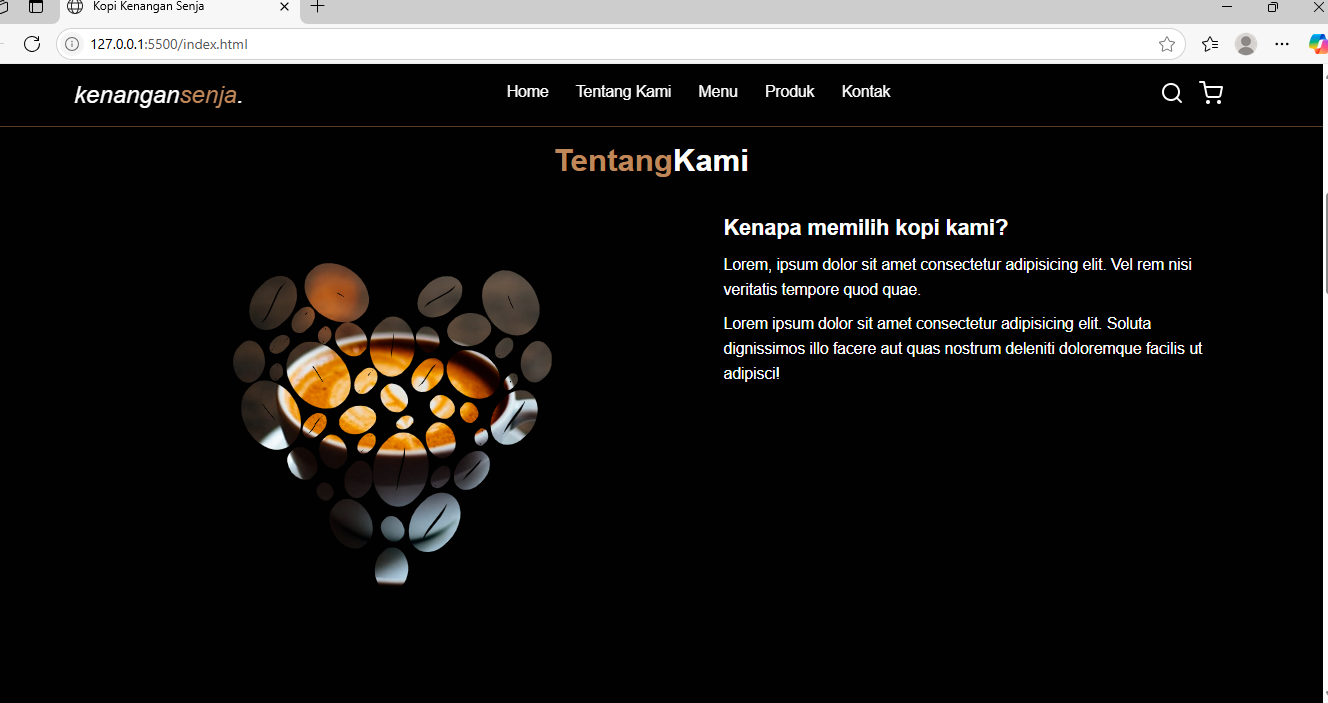 Kopi Kenangan Senja
127.0.0.1:5500/index.html
kenangansenja.
Home Tentang Kami Menu Produk Kontak
TentangKami
Kenapa memilih kopi kami?
Lorem, ipsum dolor sit amet consectetur adipisicing elit. Vel rem nisi
veritatis tempore quod quae.
Lorem ipsum dolor sit amet consectetur adipisicing elit. Soluta
dignissimos illo facere aut quas nostrum deleniti doloremque facilis ut
adipisci!